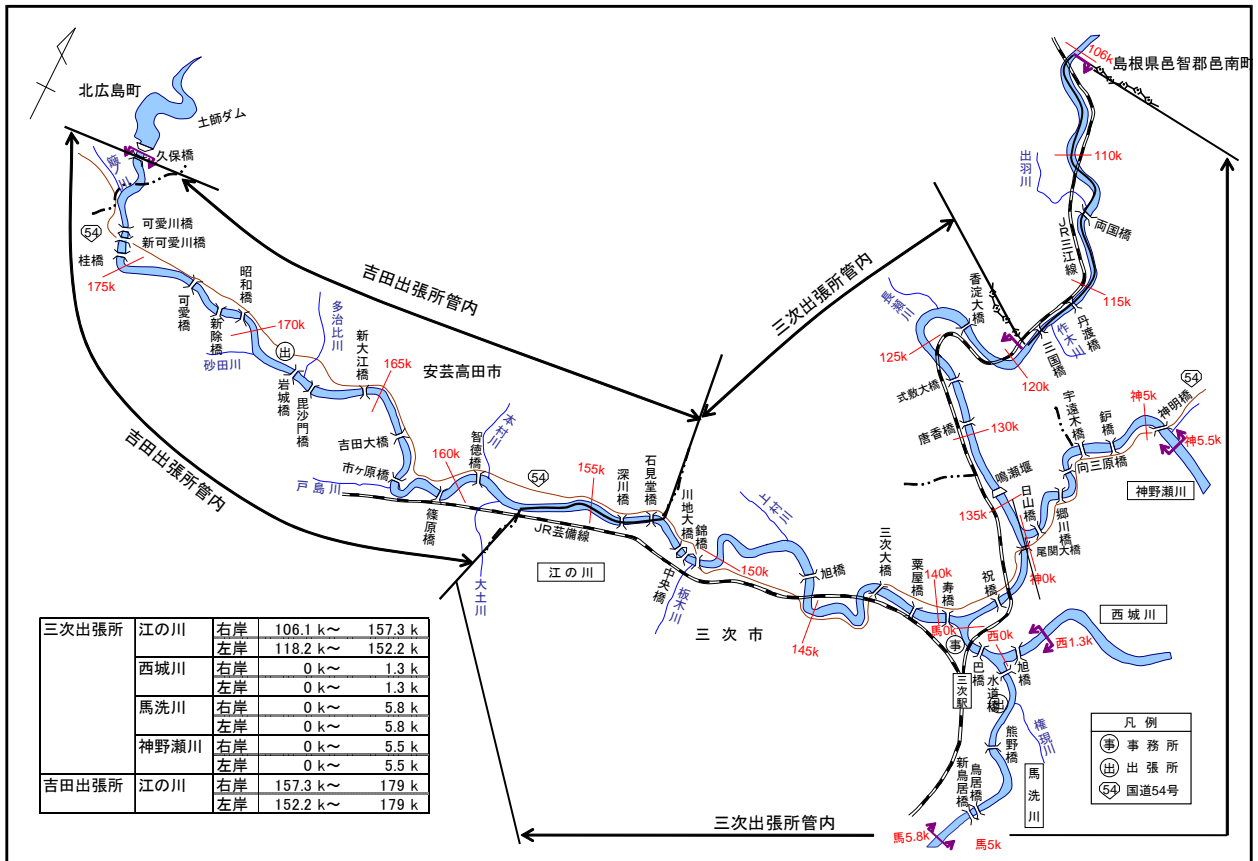 北広島町
土師ダム
久保橋
簸ノ川
54
可愛川橋
新可愛川橋
桂橋
175k
可愛橋
新除橋
昭和橋
170k
砂田川
出
多治比川
岩城橋
毘沙門橋
新大江橋
165k
安芸高田市
吉田大橋
市ヶ原橋
戸島川
篠原橋
160k
智徳橋
本村川
54
155k
JR芸備線
大土川
深川橋
石見堂橋
江の川
川地大橋
中央橋
錦橋
板木川
150k
上村川
旭橋
145k
三次市
三次大橋
粟屋橋
140k
寿橋
祝橋
馬0k
事
巴橋
西0k
水道橋
旭橋
西1.3k
西城川
三次駅
出
熊野橋
権現川
鳥居橋
新鳥居橋
馬洗川
馬5.8k
馬5k
吉田出張所管内
吉田出張所管内
三次出張所管内
三次出張所管内
106k
島根県邑智郡邑南町
110k
出羽川
両国橋
JR三江線
115k
丹渡橋
作木川
三国橋
120k
香淀大橋
長瀬川
125k
式敷大橋
唐香橋
130k
鳴瀬堰
135k
日山橋
尾関大橋
神0k
郷川橋
向三原橋
宇遠木橋
鈩橋
神5k
神明橋
54
神5.5k
神野瀬川
三次出張所 江の川 右岸 106.1 k～ 157.3 k
左岸 118.2 k～ 152.2 k
西城川 右岸 0 k～ 1.3 k
左岸 0 k～ 1.3 k
馬洗川 右岸 0 k～ 5.8 k
左岸 0 k～ 5.8 k
神野瀬川 右岸 0 k～ 5.5 k
左岸 0 k～ 5.5 k
吉田出張所 江の川 右岸 157.3 k～ 179 k
左岸 152.2 k～ 179 k
凡例
事 事務所
出 出張所
54 国道54号